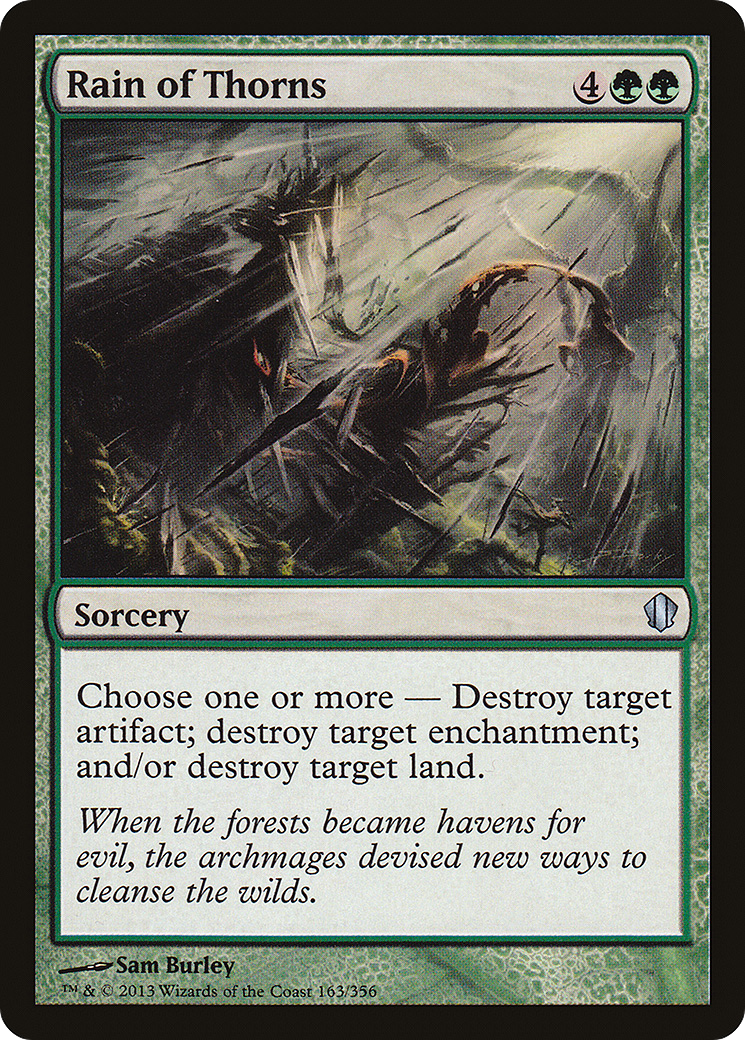 Rain of Thorns 4
Sorcery
Choose one or more — Destroy target
artifact; destroy target enchantment;
and/or destroy target land.
When the forests became havens for
evil, the archmages devised new ways to
cleanse the wilds.
Sam Burley
™ & © 2013 Wizards of the Coast 163/356